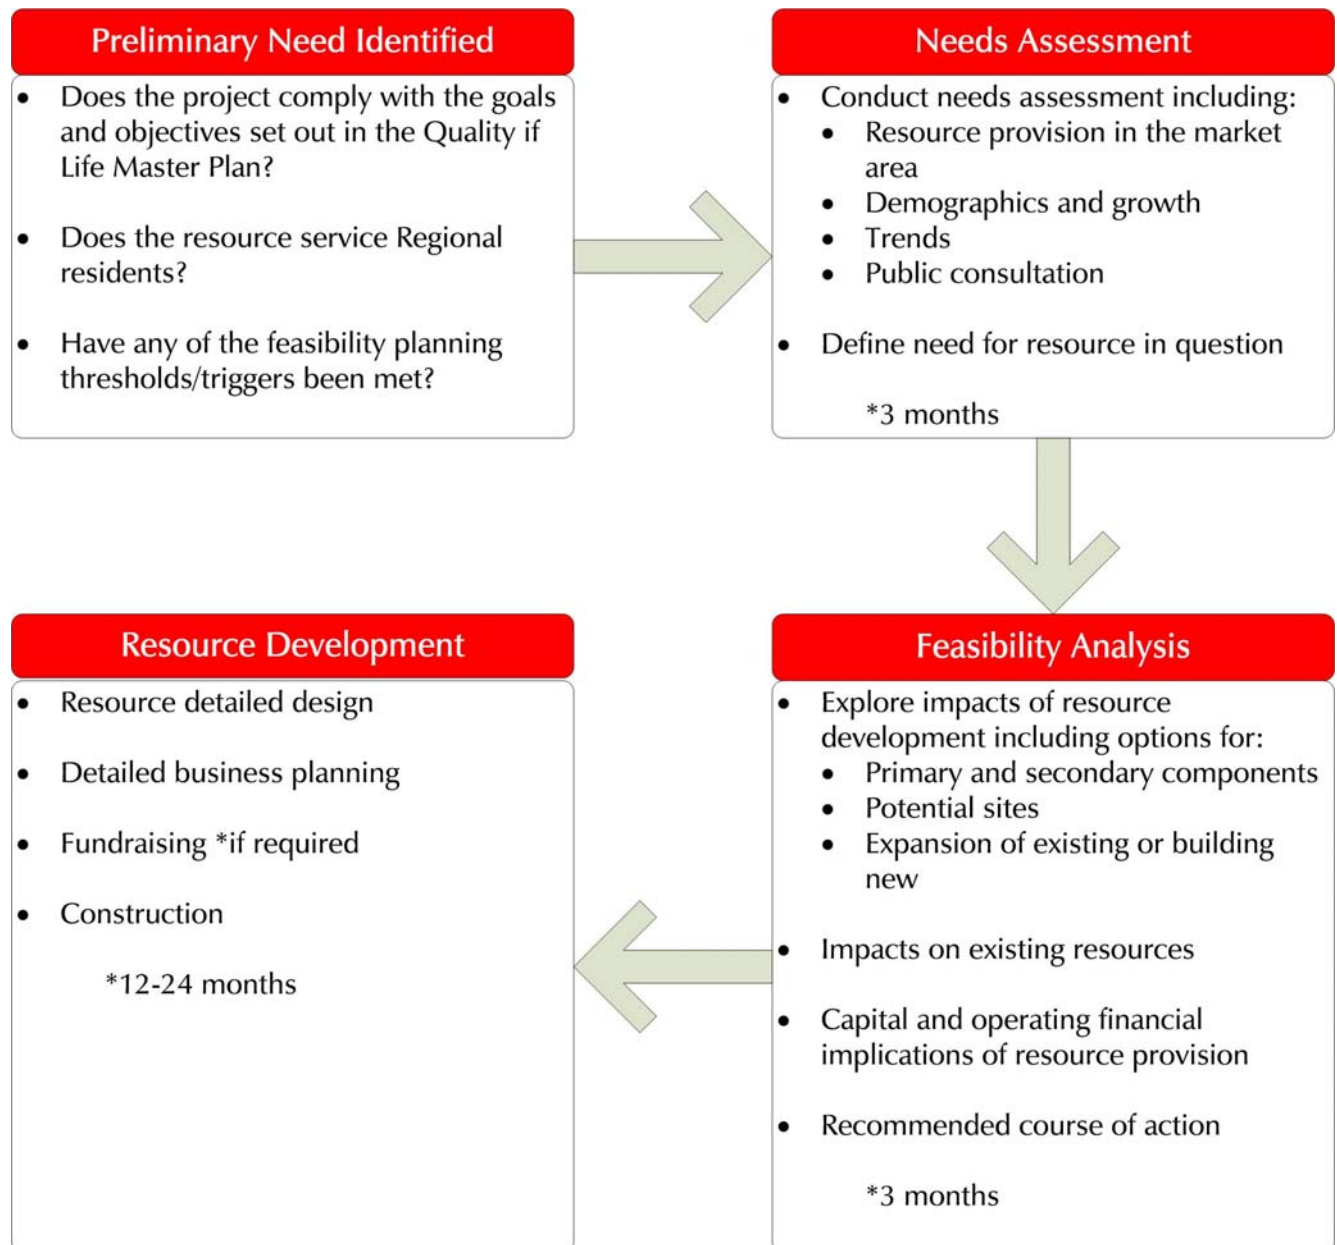 Preliminary Need Identified
• Does the project comply with the goals
and objectives set out in the Quality if
Life Master Plan?
• Does the resource service Regional
residents?
• Have any of the feasibility planning
thresholds/triggers been met?
Needs Assessment
• Conduct needs assessment including:
• Resource provision in the market
area
• Demographics and growth
• Trends
• Public consultation
• Define need for resource in question
*3 months
Feasibility Analysis
• Explore impacts of resource
development including options for:
• Primary and secondary components
• Potential sites
• Expansion of existing or building
new
• Impacts on existing resources
• Capital and operating financial
implications of resource provision
• Recommended course of action
*3 months
Resource Development
• Resource detailed design
• Detailed business planning
• Fundraising *if required
• Construction
*12-24 months